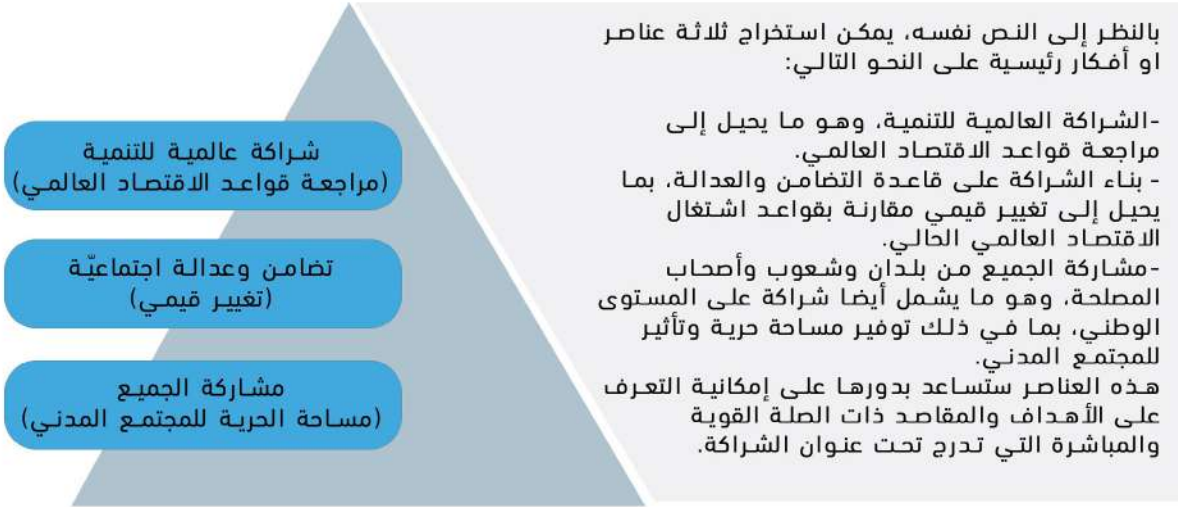 بالنظر إلى النص نفسه، يمكن استخراج ثلاثة عناصر
او أفكار رئيسية على النحو التالي:
-الشراكة العالمية للتنمية، وهو ما يحيل إلى
مراجعة قواعد الاقتصاد العالمي.
- بناء الشراكة على قاعدة التضامن والعدالة، بما
يحيل إلى تغيير قيمي مقارنة بقواعد اشتغال
الاقتصاد العالمي الحالي.
-مشاركة الجميع من بلدان وشعوب وأصحاب
المصلحة، وهو ما يشمل أيضا شراكة على المستوى
الوطني، بما في ذلك توفير مساحة حرية وتأثير
للمجتمع المدني.
هذه العناصر ستساعد بدورها على إمكانية التعرف
على الأهداف والمقاصد ذات الصلة القوية
والمباشرة التي تدرج تحت عنوان الشراكة.
شراكة عالمية للتنمية
(مراجعة قواعد الاقتصاد العالمي)
تضامن وعدالة اجتماعيّة
(تغيير قيمي)
مشاركة الجميع
(مساحة الحرية للمجتمع المدني)